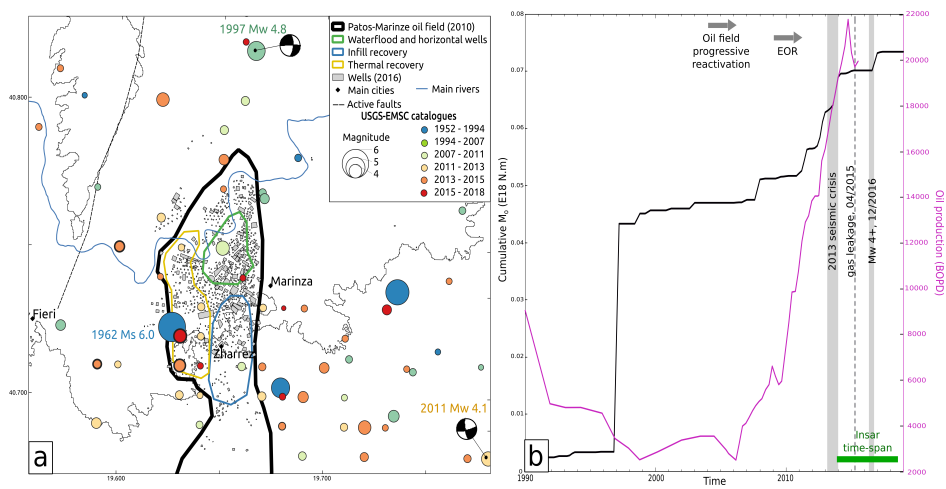 1997 Mw 4.8
Patos-Marinze oil field (2010)
Waterflood and horizontal wells
Infill recovery
Thermal recovery
Wells (2016)
Main cities
Main rivers
Active faults
USGS-EMSC catalogues
Magnitude
6
5
4
1952 - 1994
1994 - 2007
2007 - 2011
2011 - 2013
2013 - 2015
2015 - 2018
40.800
40.700
19.600
19.700
Marinza
Fieri
1962 Ms 6.0
Zharrez
2011 Mw 4.1
a
0.08
0.07
0.06
0.05
0.04
0.03
0.02
0.01
0.0
Cumulative Mo (E18 N.m)
Oil field
progressive
reactivation
EOR
2013 seismic crisis
gas leakage, 04/2015
Mw 4+, 12/2016
Insar
time-span
b
1990
2000
2010
Time
22000
20000
18000
16000
14000
12000
10000
8000
6000
4000
2000
Oil production (BOPD)